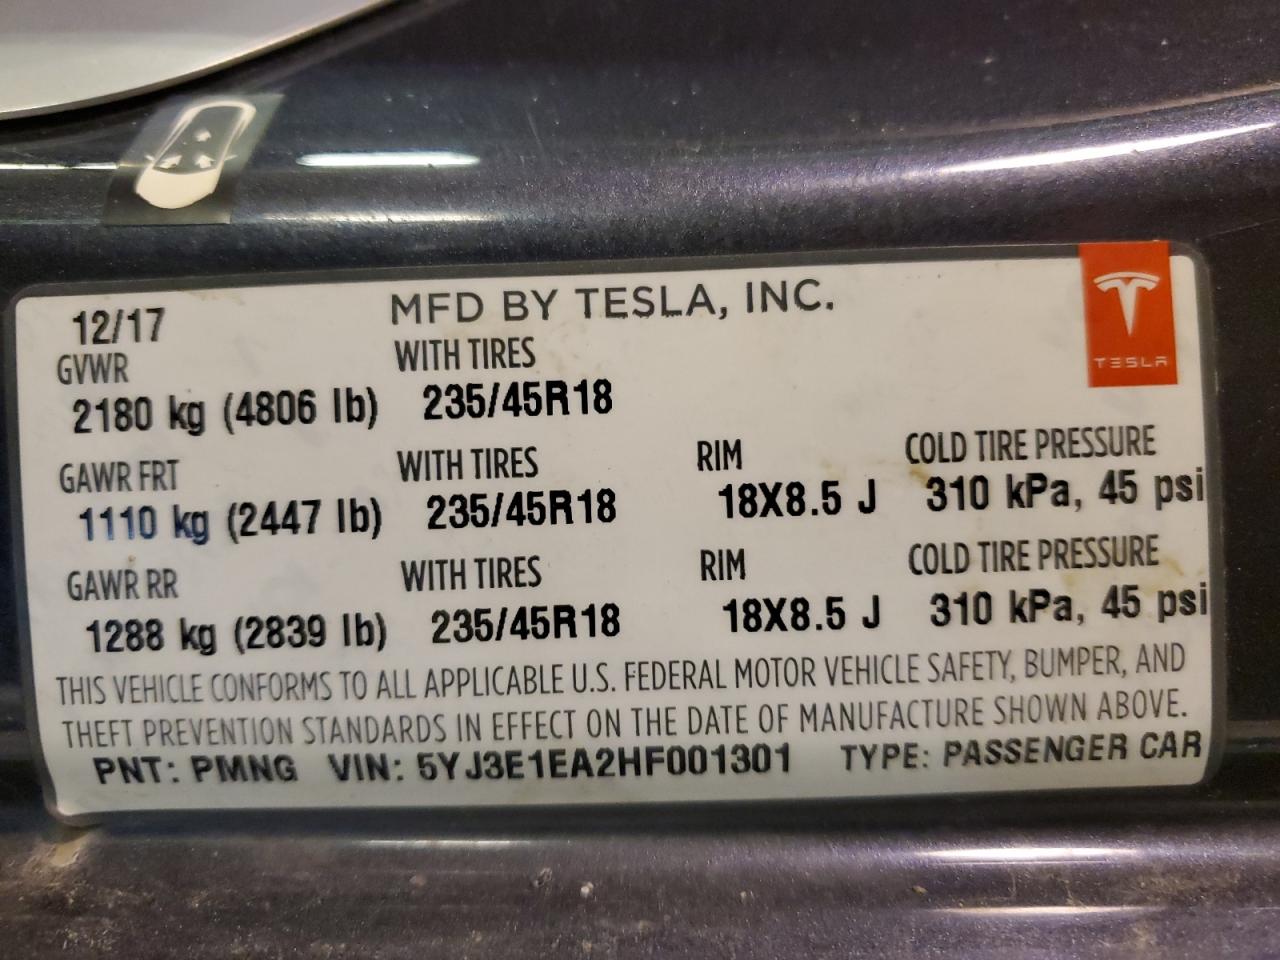 12/17 MFD BY TESLA, INC.
TESLA
GVWR WITH TIRES
2180 kg (4806 lb) 235/45R18
GAWR FRT WITH TIRES RIM COLD TIRE PRESSURE
1110 kg (2447 lb) 235/45R18 18X8.5 J 310 kPa, 45 psi
GAWR RR WITH TIRES RIM COLD TIRE PRESSURE
1288 kg (2839 lb) 235/45R18 18X8.5 J 310 kPa, 45 psi
THIS VEHICLE CONFORMS TO ALL APPLICABLE U.S. FEDERAL MOTOR VEHICLE SAFETY, BUMPER, AND
THEFT PREVENTION STANDARDS IN EFFECT ON THE DATE OF MANUFACTURE SHOWN ABOVE.
PNT: PMNG VIN: 5YJ3E1EA2HF001301 TYPE: PASSENGER CAR